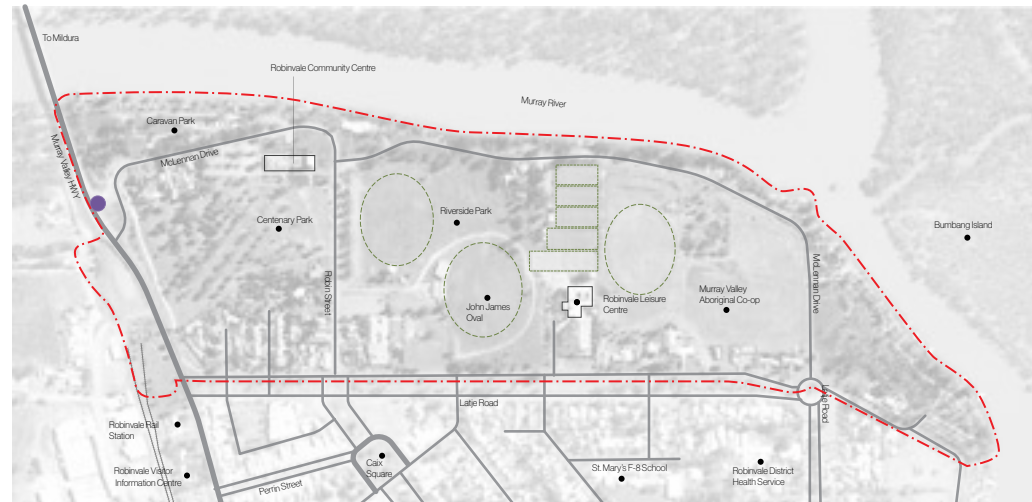 To Mildura
Robinvale Community Centre
Murray River
Caravan Park
McLennan Drive
Murray Valley HWY
Centenary Park
Riverside Park
Bumbang Island
Robin Street
McLennan Drive
John James
Oval
Robinvale Leisure
Centre
Murray Valley
Aboriginal Co-op
Latje Road
Latje Road
Robinvale Rail
Station
Caix
Square
Robinvale Visitor
Information Centre
Perrin Street
St. Mary's F-8 School
Robinvale District
Health Service